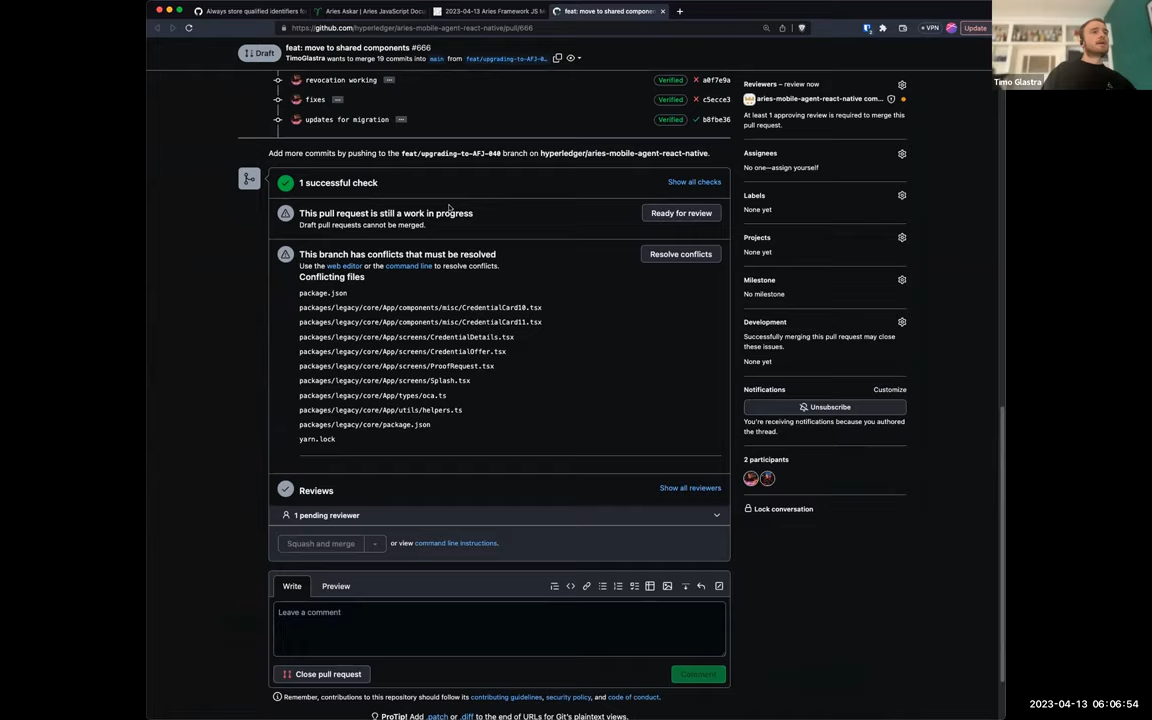 Always store qualified identifiers for
Aries Askar | Aries JavaScript Docu
2023-04-13 Aries Framework JS M
feat: move to shared components
https://github.com/hyperledger/aries-mobile-agent-react-native/pull/666
VPN
Update
Timo Glastra
Draft
feat: move to shared components #666
TimoGlastra wants to merge 19 commits into main from feat/upgrading-to-AFJ-0…
revocation working
Verified
a0f7e9a
fixes
Verified
c5ecce3
updates for migration
Verified
b8fbe36
Add more commits by pushing to the feat/upgrading-to-AFJ-040 branch on hyperledger/aries-mobile-agent-react-native.
1 successful check
Show all checks
This pull request is still a work in progress
Draft pull requests cannot be merged.
Ready for review
This branch has conflicts that must be resolved
Use the web editor or the command line to resolve conflicts.
Resolve conflicts
Conflicting files
package.json
packages/legacy/core/App/components/misc/CredentialCard10.tsx
packages/legacy/core/App/components/misc/CredentialCard11.tsx
packages/legacy/core/App/screens/CredentialDetails.tsx
packages/legacy/core/App/screens/CredentialOffer.tsx
packages/legacy/core/App/screens/ProofRequest.tsx
packages/legacy/core/App/screens/Splash.tsx
packages/legacy/core/App/types/oca.ts
packages/legacy/core/App/utils/helpers.ts
packages/legacy/core/package.json
yarn.lock
Reviews
Show all reviewers
1 pending reviewer
Squash and merge
or view command line instructions.
Write
Preview
Leave a comment
Close pull request
Comment
Remember, contributions to this repository should follow its contributing guidelines, security policy, and code of conduct.
ProTip! Add .patch or .diff to the end of URLs for Git's plaintext views.
Reviewers – review now
aries-mobile-agent-react-native com…
At least 1 approving review is required to merge this
pull request.
Assignees
No one—assign yourself
Labels
None yet
Projects
None yet
Milestone
No milestone
Development
Successfully merging this pull request may close
these issues.
None yet
Notifications
Customize
Unsubscribe
You're receiving notifications because you authored
the thread.
2 participants
Lock conversation
2023-04-13 06:06:54